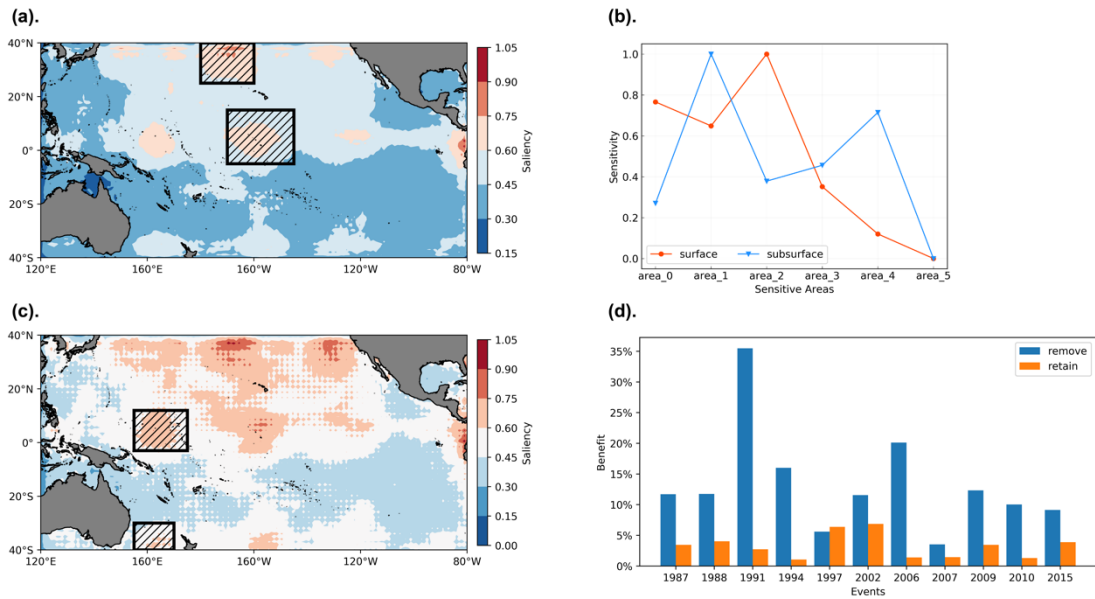 (a).
40°N
20°N
0°
20°S
40°S
120°E
160°E
160°W
120°W
80°W
1.05
0.90
0.75
0.60
0.45
0.30
0.15
Saliency
(b).
1.0
0.8
0.6
0.4
0.2
0.0
Sensitivity
surface
subsurface
area_0
area_1
area_2
area_3
area_4
area_5
Sensitive Areas
(c).
40°N
20°N
0°
20°S
40°S
120°E
160°E
160°W
120°W
80°W
1.05
0.90
0.75
0.60
0.45
0.30
0.15
0.00
Saliency
(d).
35%
30%
25%
20%
15%
10%
5%
0%
Benefit
remove
retain
1987
1988
1991
1994
1997
2002
2006
2007
2009
2010
2015
Events